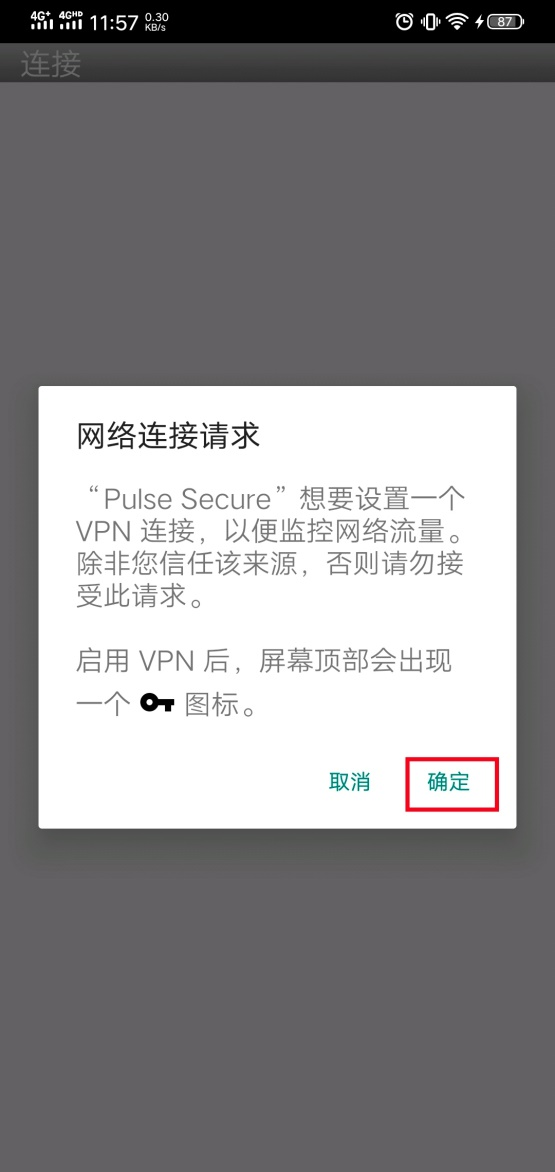 4G+ 4GHD 11:57 0.30 KB/s 87
连接
网络连接请求
“Pulse Secure”想要设置一个
VPN 连接，以便监控网络流量。
除非您信任该来源，否则请勿接
受此请求。
启用 VPN 后，屏幕顶部会出现
一个 图标。
取消 确定